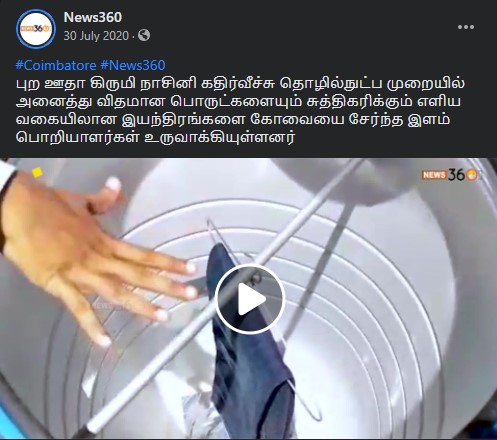 News360
30 July 2020 ·
#Coimbatore #News360
புற ஊதா கிருமி நாசினி கதிர்வீச்சு தொழில்நுட்ப முறையில்
அனைத்து விதமான பொருட்களையும் சுத்திகரிக்கும் எளிய
வகையிலான இயந்திரங்களை கோவையை சேர்ந்த இளம்
பொறியாளர்கள் உருவாக்கியுள்ளனர்
NEWS 360